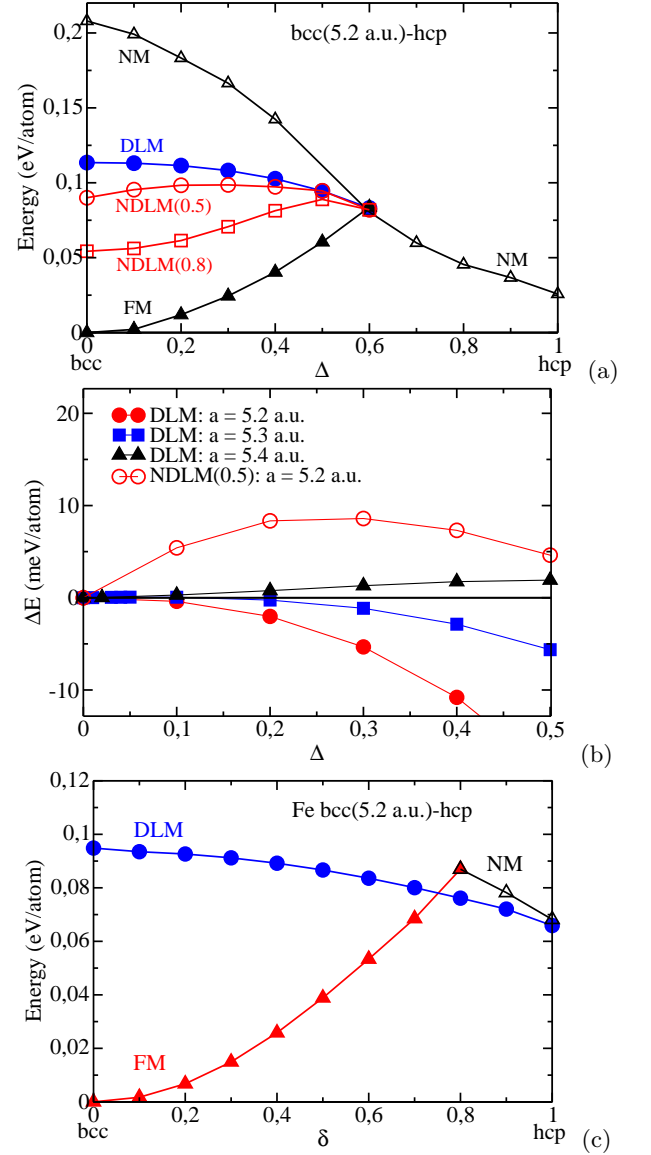 0,2
0,15
0,1
0,05
0
Energy (eV/atom)
bcc(5.2 a.u.)-hcp
NM
DLM
NDLM(0.5)
NDLM(0.8)
FM
NM
0 0,2 0,4 0,6 0,8 1
bcc Δ hcp
(a)
20
10
0
-10
ΔE (meV/atom)
DLM: a = 5.2 a.u.
DLM: a = 5.3 a.u.
DLM: a = 5.4 a.u.
NDLM(0.5): a = 5.2 a.u.
0 0,1 0,2 0,3 0,4 0,5
Δ
(b)
0,12
0,1
0,08
0,06
0,04
0,02
0
Energy (eV/atom)
Fe bcc(5.2 a.u.)-hcp
DLM
NM
FM
0 0,2 0,4 0,6 0,8 1
bcc δ hcp
(c)